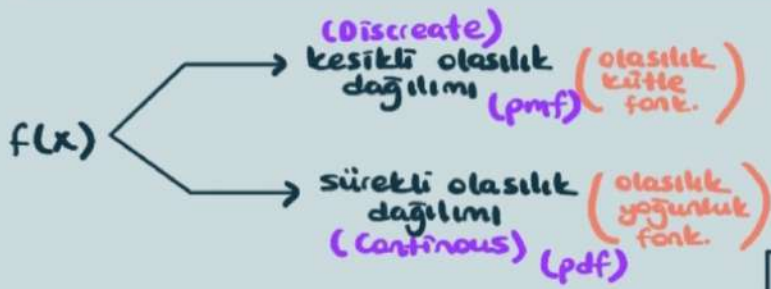 (Discreate)
kesikli olasılık
dağılımı
(pmf)
(olasılık
kütle
fonk.)
f(x)
sürekli olasılık
dağılımı
(Continous)
(pdf)
(olasılık
yoğunluk
fonk.)